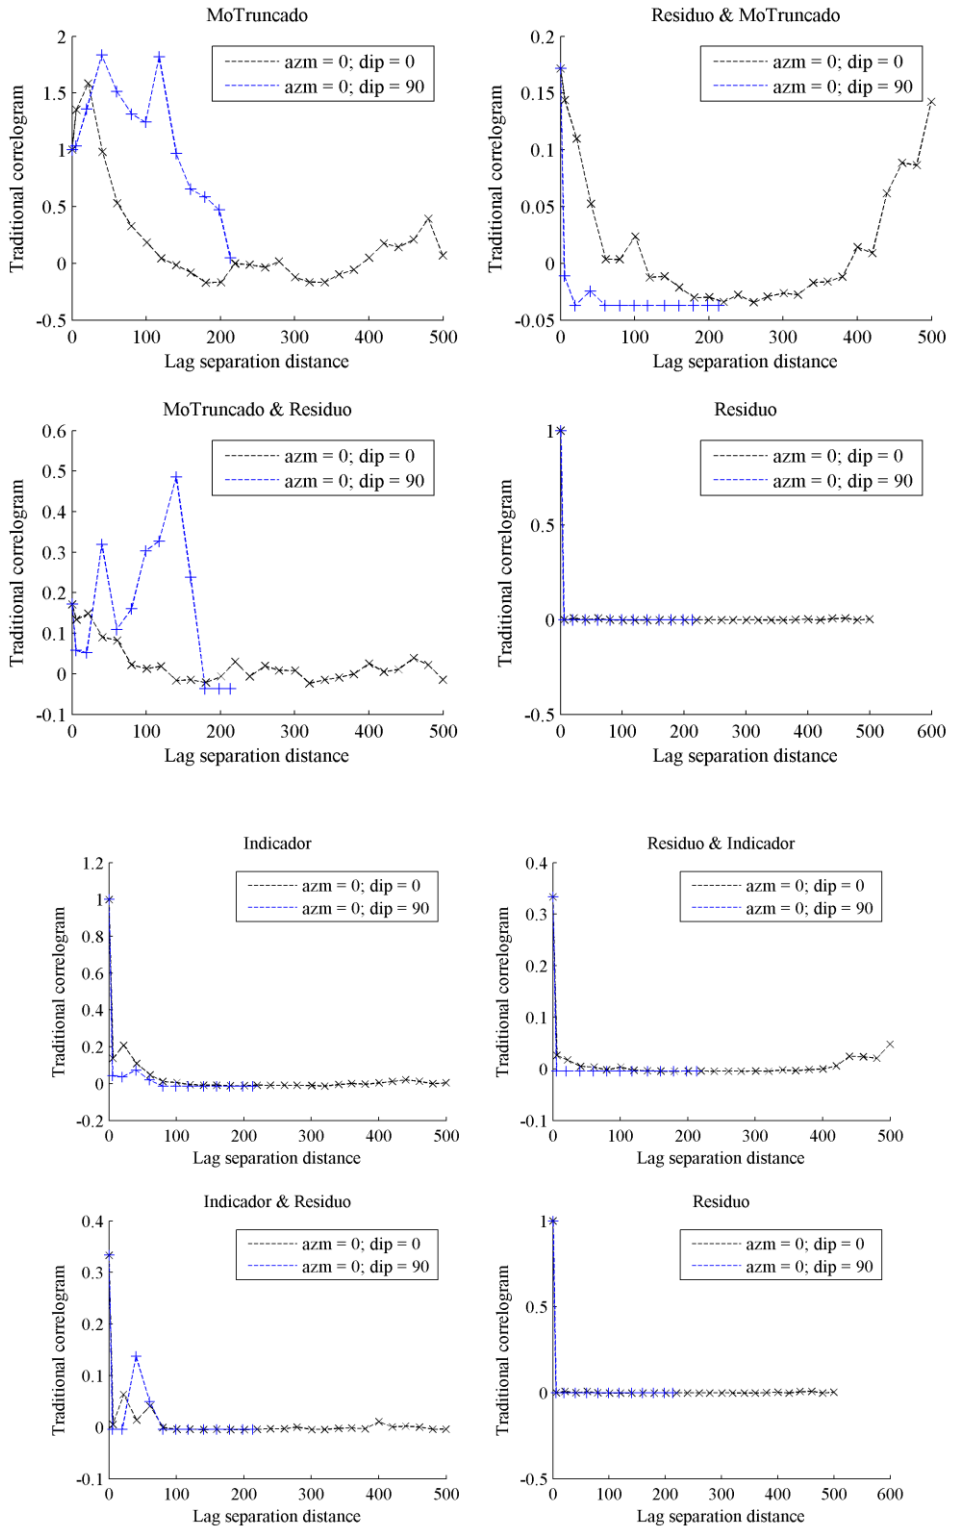 MoTruncado
2
1.5
1
0.5
0
-0.5
Traditional correlogram
0 100 200 300 400 500
Lag separation distance
azm = 0; dip = 0
azm = 0; dip = 90
Residuo & MoTruncado
0.2
0.15
0.1
0.05
0
-0.05
Traditional correlogram
0 100 200 300 400 500
Lag separation distance
azm = 0; dip = 0
azm = 0; dip = 90
MoTruncado & Residuo
0.6
0.5
0.4
0.3
0.2
0.1
0
-0.1
Traditional correlogram
0 100 200 300 400 500
Lag separation distance
azm = 0; dip = 0
azm = 0; dip = 90
Residuo
1
0.5
0
-0.5
Traditional correlogram
0 100 200 300 400 500 600
Lag separation distance
azm = 0; dip = 0
azm = 0; dip = 90
Indicador
1.2
1
0.8
0.6
0.4
0.2
0
-0.2
Traditional correlogram
0 100 200 300 400 500
Lag separation distance
azm = 0; dip = 0
azm = 0; dip = 90
Residuo & Indicador
0.4
0.3
0.2
0.1
0
-0.1
Traditional correlogram
0 100 200 300 400 500
Lag separation distance
azm = 0; dip = 0
azm = 0; dip = 90
Indicador & Residuo
0.4
0.3
0.2
0.1
0
-0.1
Traditional correlogram
0 100 200 300 400 500
Lag separation distance
azm = 0; dip = 0
azm = 0; dip = 90
Residuo
1
0.5
0
-0.5
Traditional correlogram
0 100 200 300 400 500 600
Lag separation distance
azm = 0; dip = 0
azm = 0; dip = 90